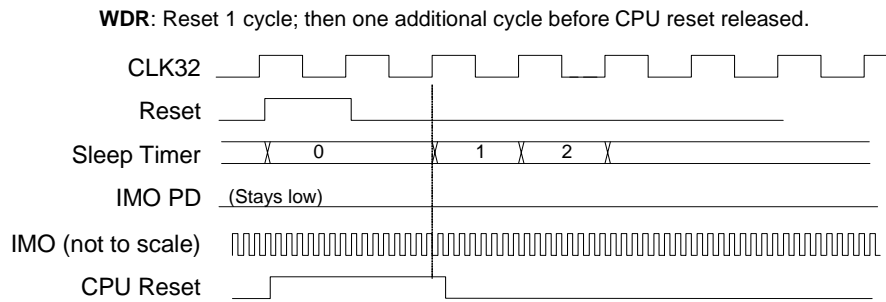 WDR: Reset 1 cycle; then one additional cycle before CPU reset released.
CLK32
Reset
Sleep Timer 0 1 2
IMO PD (Stays low)
IMO (not to scale)
CPU Reset